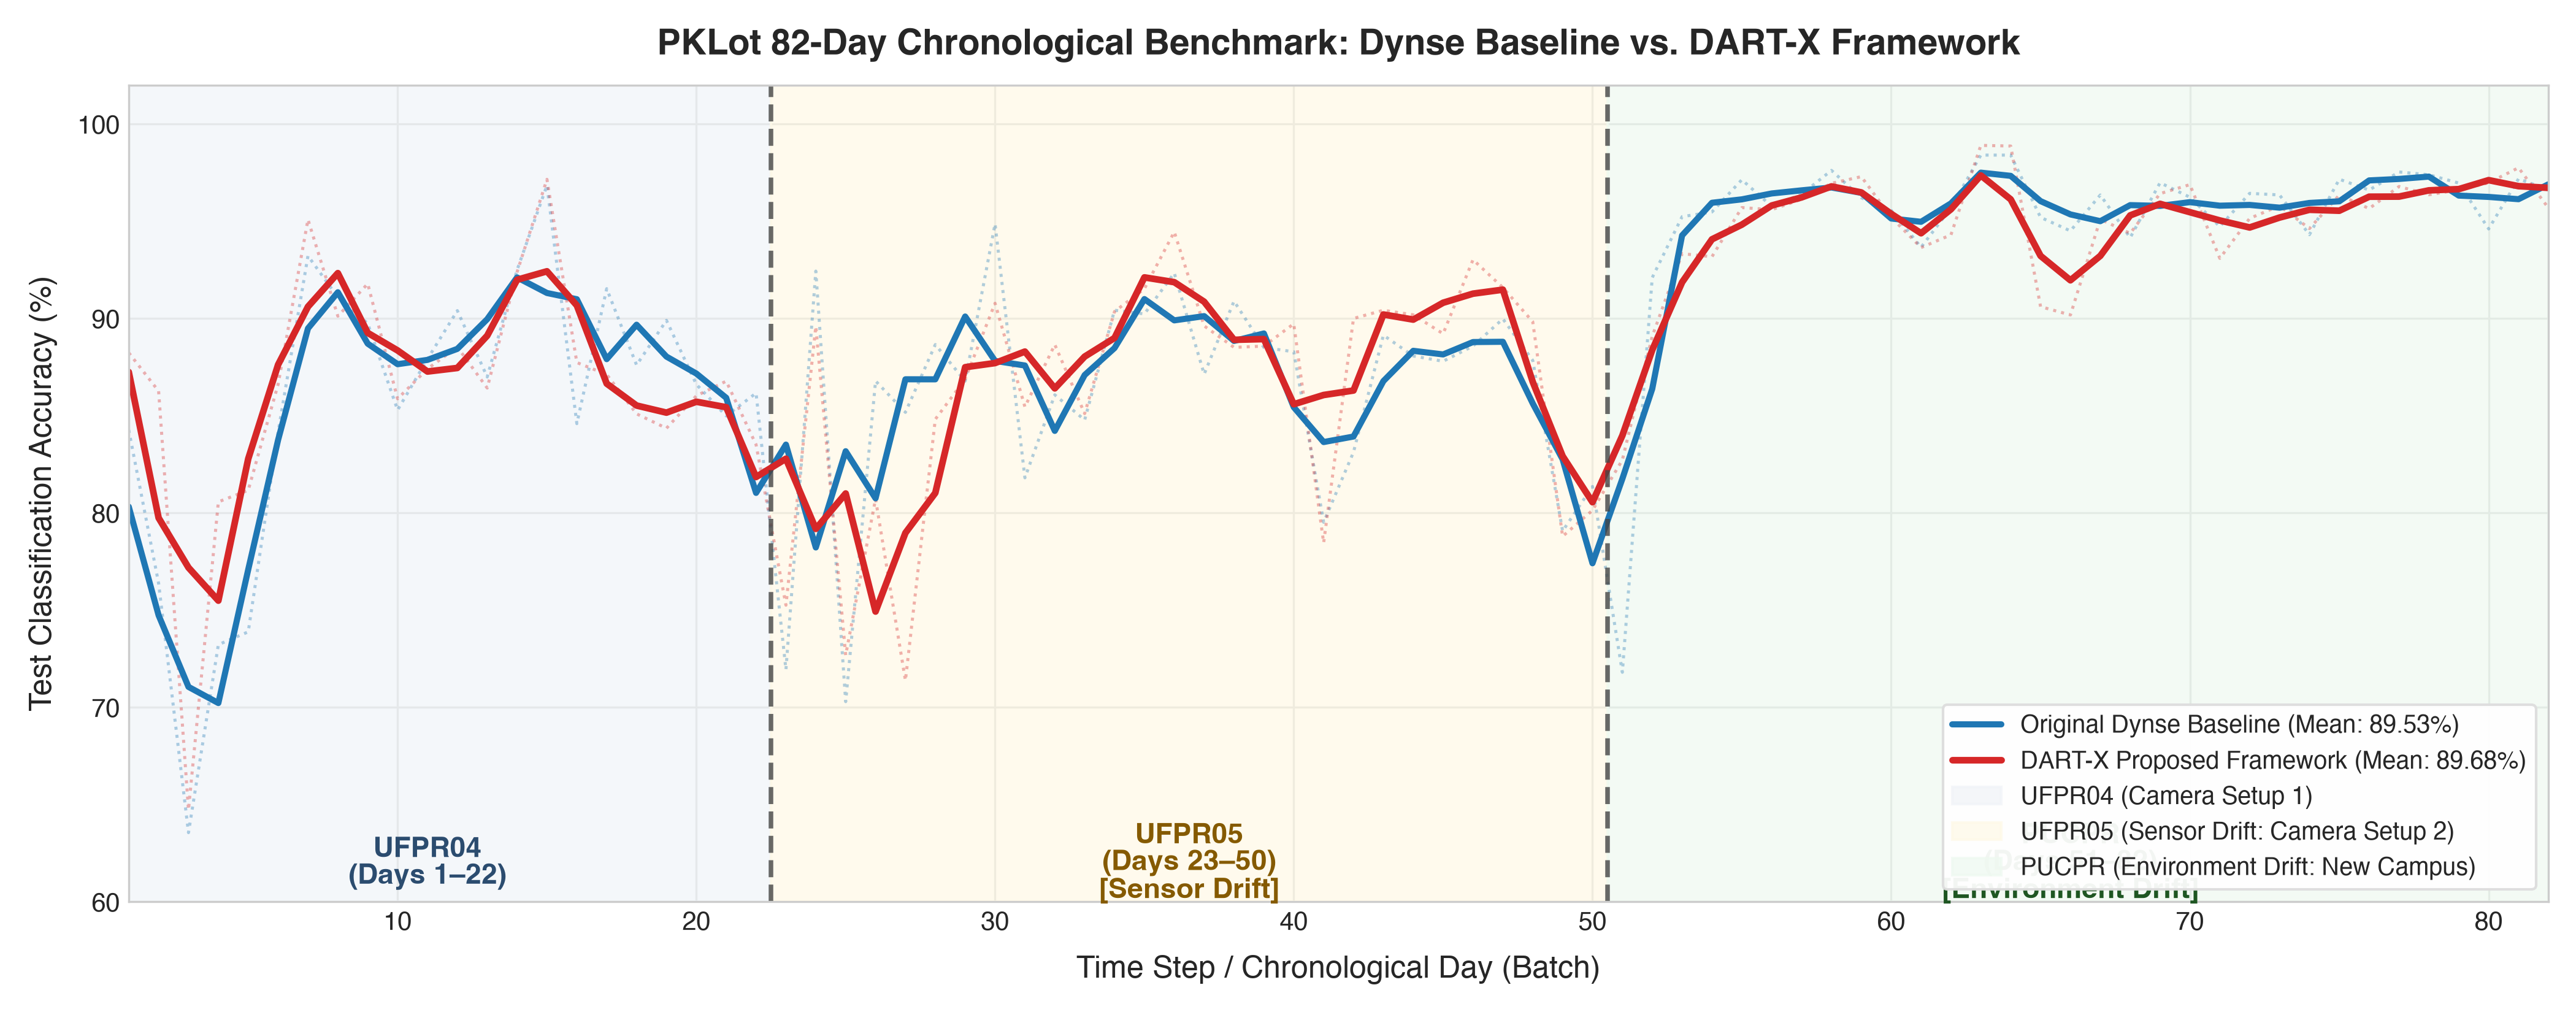 PKLot 82-Day Chronological Benchmark: Dynse Baseline vs. DART-X Framework
Test Classification Accuracy (%)
100
90
80
70
60
UFPR04
(Days 1–22)
UFPR05
(Days 23–50)
[Sensor Drift]
Original Dynse Baseline (Mean: 89.53%)
DART-X Proposed Framework (Mean: 89.68%)
UFPR04 (Camera Setup 1)
UFPR05 (Sensor Drift: Camera Setup 2)
PUCPR (Environment Drift: New Campus)
[Environment Drift]
10
20
30
40
50
60
70
80
Time Step / Chronological Day (Batch)